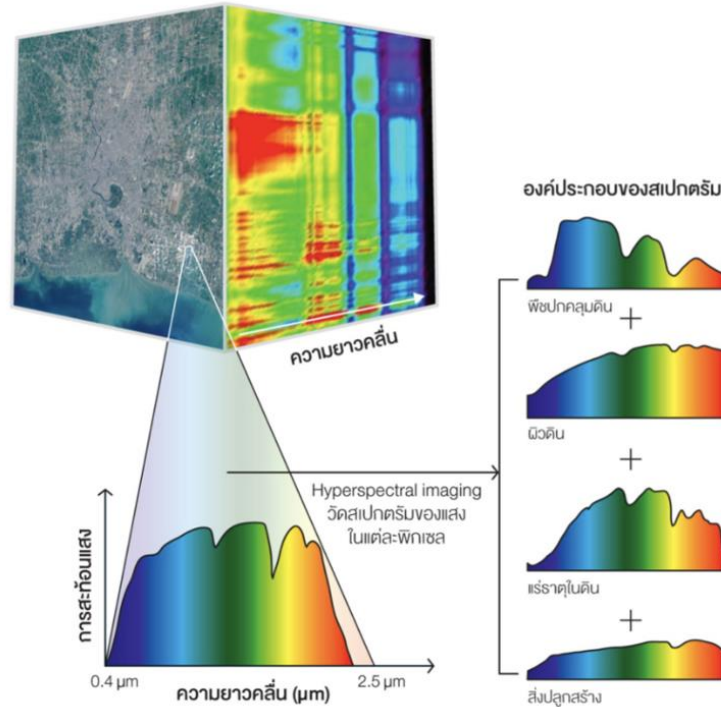 องค์ประกอบของสเปกตรัม
ความยาวคลื่น
พืชปกคลุมดิน
+
ผิวดิน
+
Hyperspectral imaging
วัดสเปกตรัมของแสง
ในแต่ละพิกเซล
การสะท้อนแสง
แร่ธาตุในดิน
+
0.4 μm
2.5 μm
ความยาวคลื่น (μm)
สิ่งปลูกสร้าง